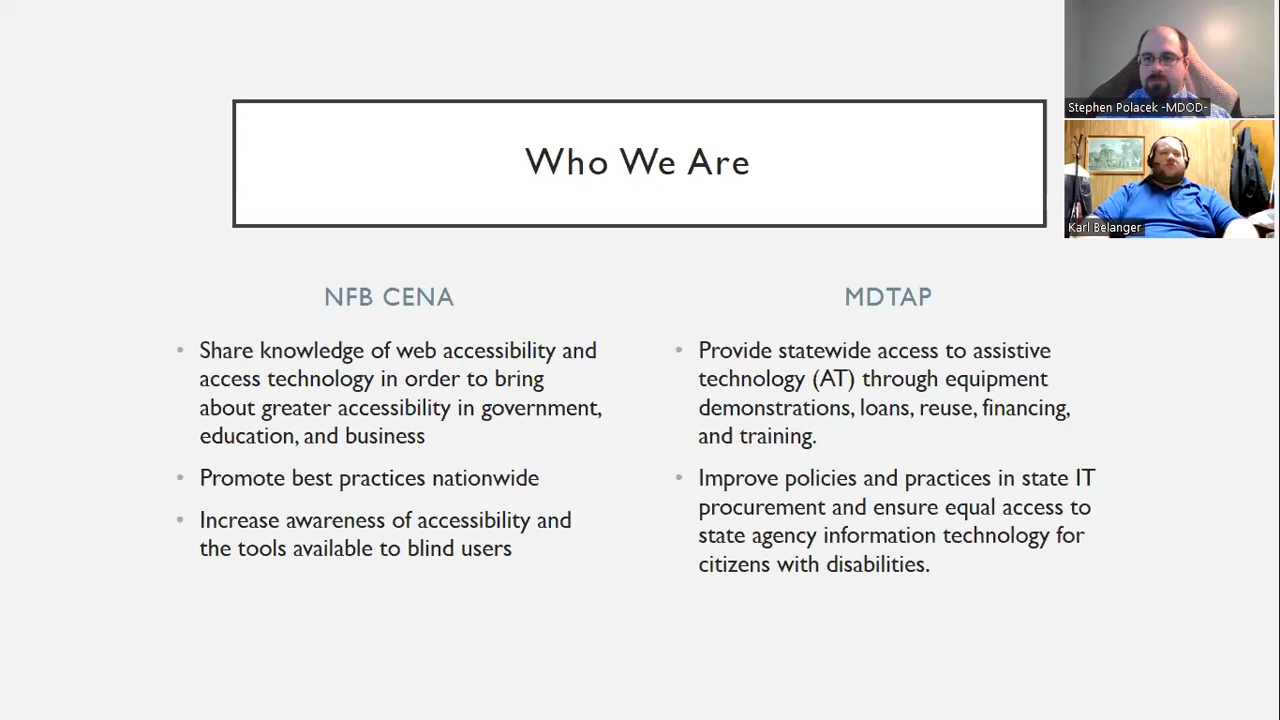 Who We Are
NFB CENA
Share knowledge of web accessibility and
access technology in order to bring
about greater accessibility in government,
education, and business
Promote best practices nationwide
Increase awareness of accessibility and
the tools available to blind users
MDTAP
Provide statewide access to assistive
technology (AT) through equipment
demonstrations, loans, reuse, financing,
and training.
Improve policies and practices in state IT
procurement and ensure equal access to
state agency information technology for
citizens with disabilities.
Stephen Polacek -MDOD-
Karl Belanger